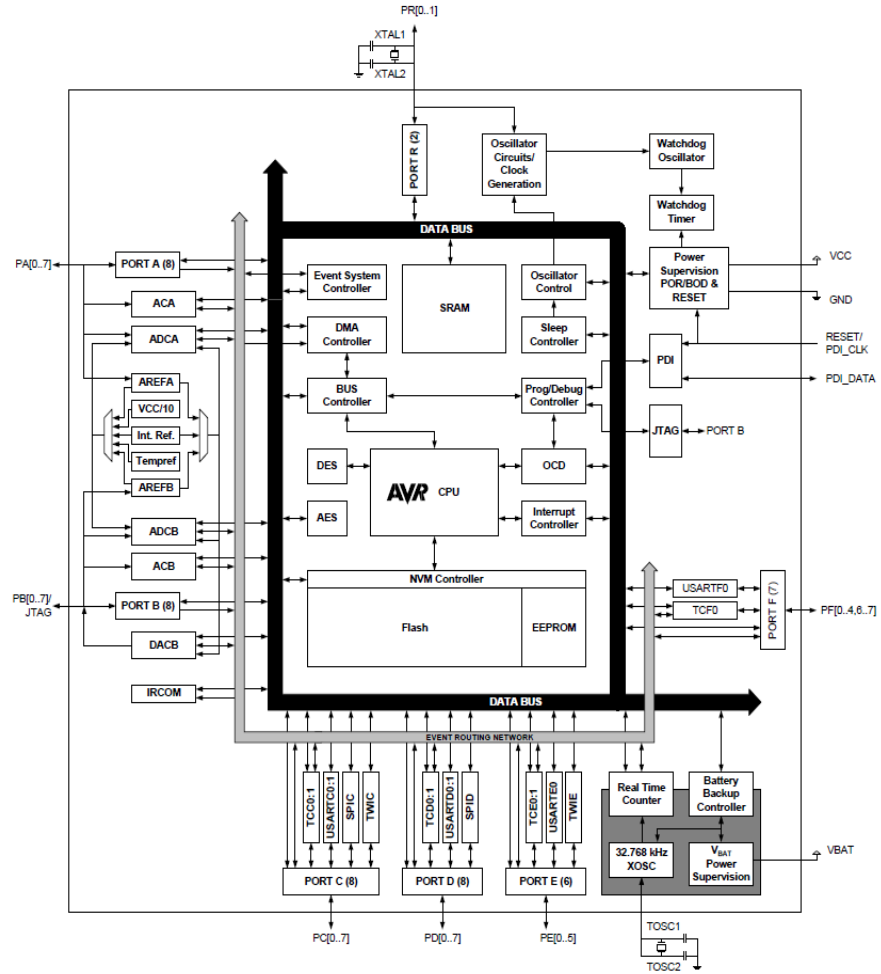 PR[0..1]
XTAL1
XTAL2
PORT R (2)
Oscillator
Circuits/
Clock
Generation
Watchdog
Oscillator
Watchdog
Timer
DATA BUS
PA[0..7]
PORT A (8)
Event System
Controller
SRAM
Oscillator
Control
Power
Supervision
POR/BOD &
RESET
VCC
GND
ACA
ADCA
DMA
Controller
Sleep
Controller
RESET/
PDI_CLK
PDI
PDI_DATA
AREFA
VCC/10
Int. Ref.
Tempref
AREFB
BUS
Controller
Prog/Debug
Controller
JTAG
PORT B
DES
AVR CPU
OCD
AES
Interrupt
Controller
ADCB
ACB
NVM Controller
Flash
EEPROM
USARTF0
TCF0
PORT F (7)
PF[0..4,6..7]
PB[0..7]/
JTAG
PORT B (8)
DACB
IRCOM
DATA BUS
EVENT ROUTING NETWORK
TCC0:1
USARTC0:1
SPIC
TWIC
TCD0:1
USARTD0:1
SPID
TCE0:1
USARTE0
TWIE
Real Time
Counter
Battery
Backup
Controller
32.768 kHz
XOSC
VBAT
Power
Supervision
VBAT
PORT C (8)
PORT D (8)
PORT E (6)
PC[0..7]
PD[0..7]
PE[0..5]
TOSC1
TOSC2